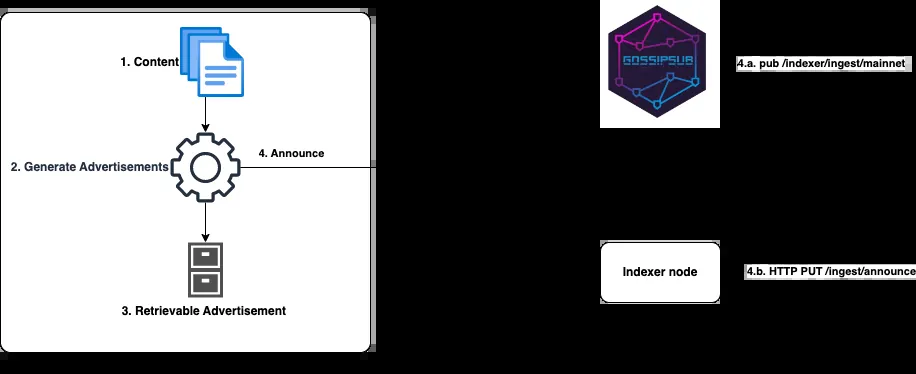 1. Content
2. Generate Advertisements
4. Announce
3. Retrievable Advertisement
GOSSIPSUB
4.a. pub /indexer/ingest/mainnet
Indexer node
4.b. HTTP PUT /ingest/announce